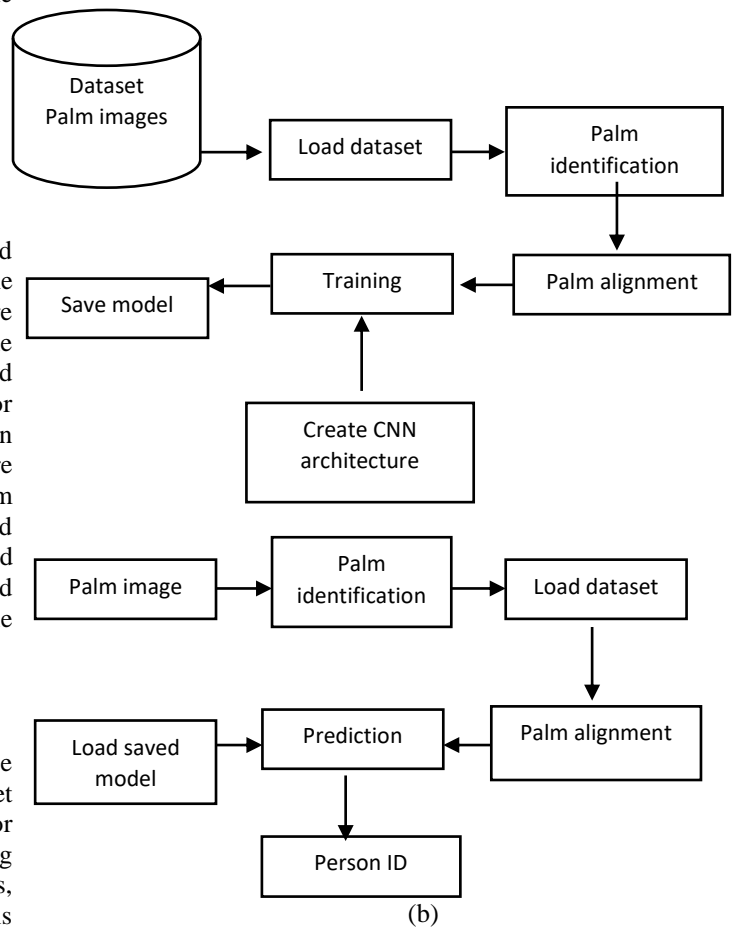 Dataset
Palm images
Load dataset
Palm
identification
Save model
Training
Palm alignment
Create CNN
architecture
Palm image
Palm
identification
Load dataset
Load saved
model
Prediction
Palm alignment
Person ID
(b)